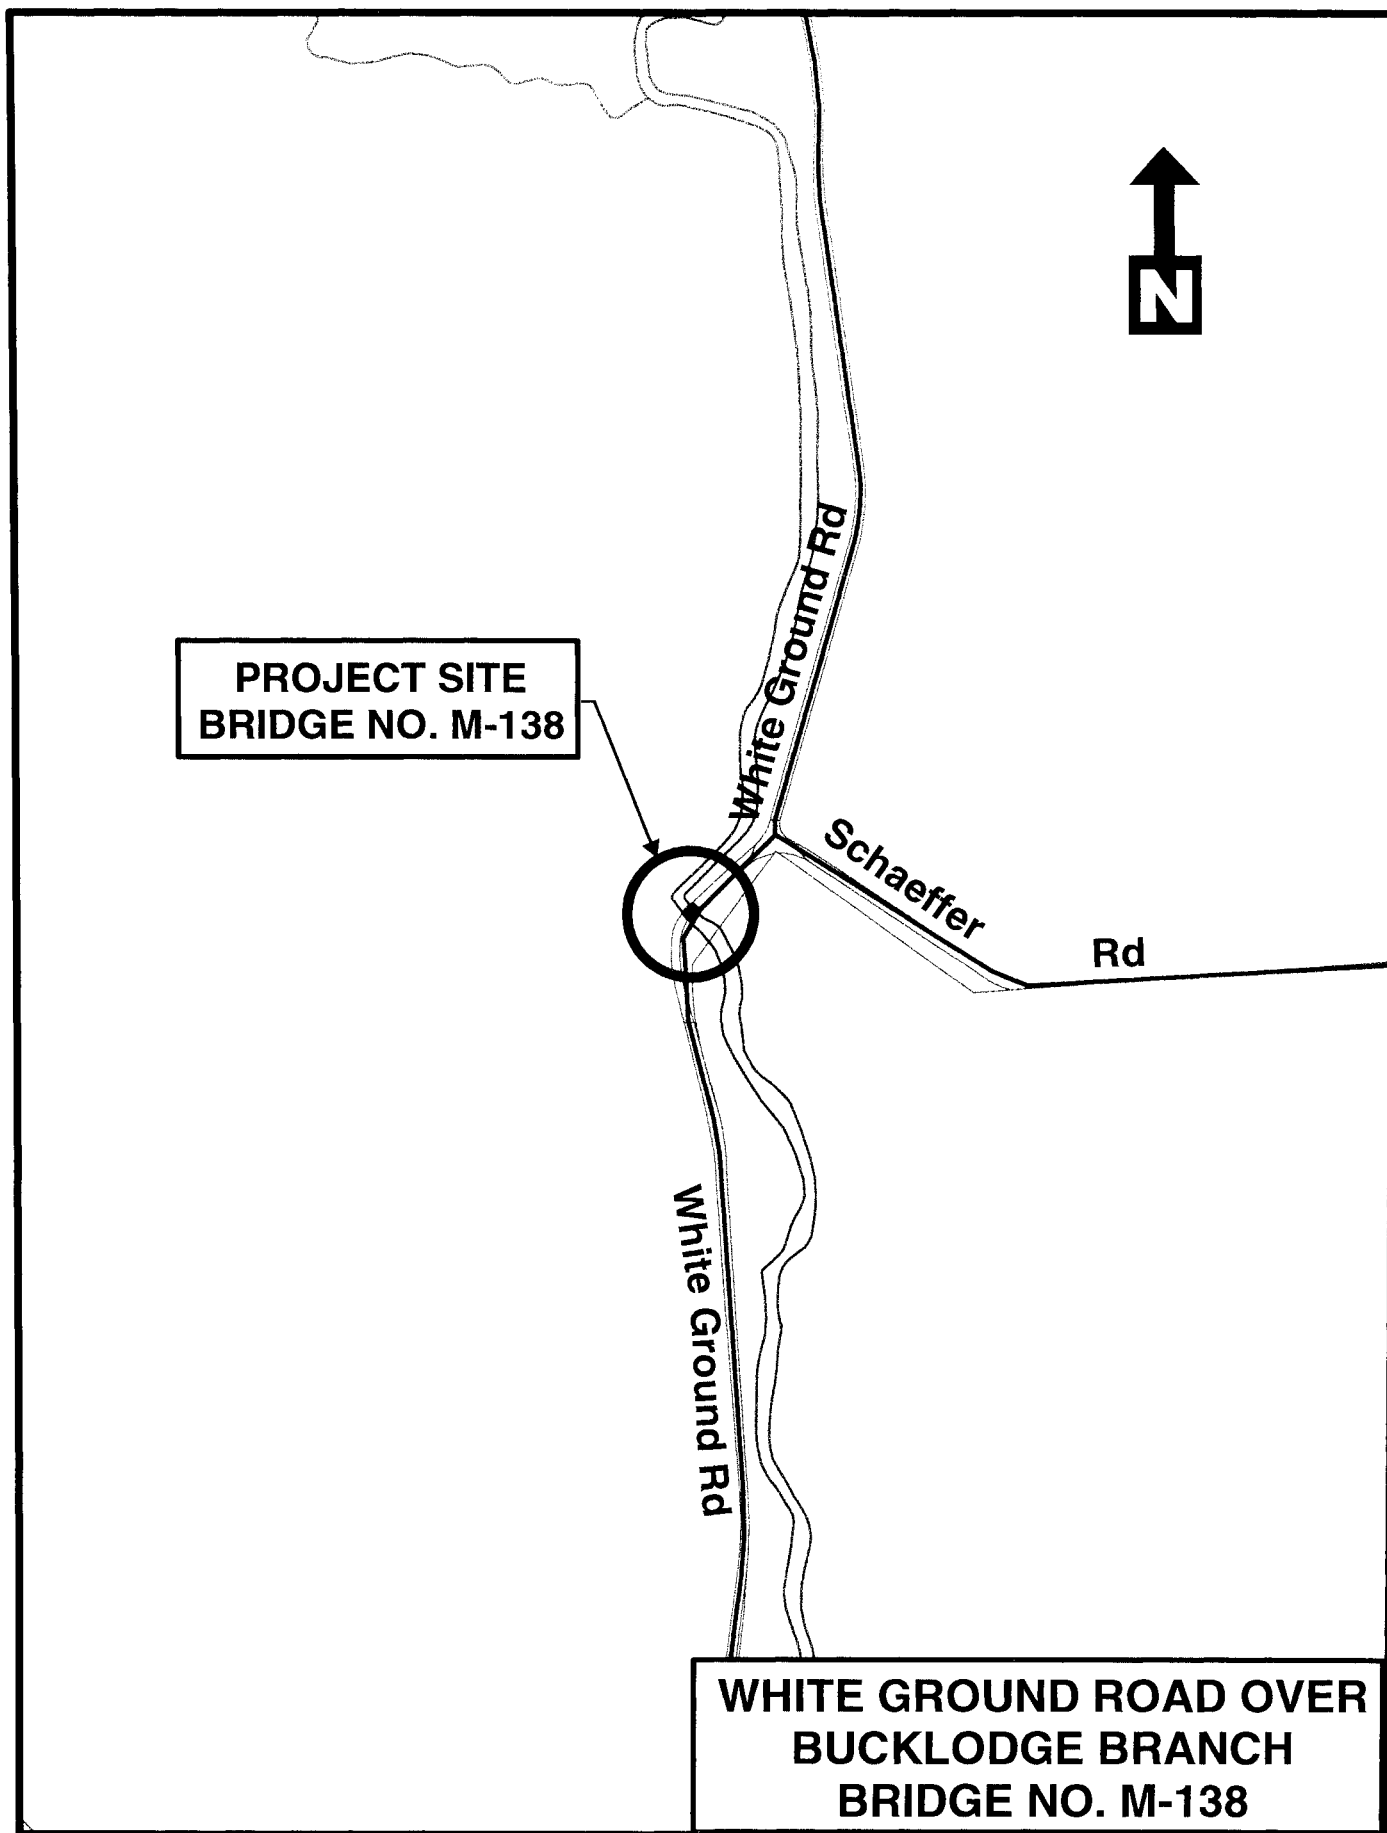 N
White Ground Rd
PROJECT SITE
BRIDGE NO. M-138
Schaeffer
Rd
White Ground Rd
WHITE GROUND ROAD OVER
BUCKLODGE BRANCH
BRIDGE NO. M-138